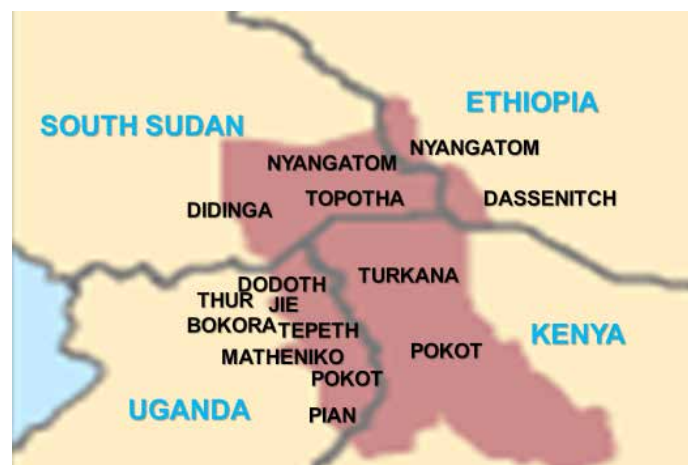 ETHIOPIA
SOUTH SUDAN
NYANGATOM
NYANGATOM
TOPOTHA
DASSENITCH
DIDINGA
TURKANA
DODOTH
THUR
JIE
BOKORA
TEPETH
KENYA
MATHENIKO
POKOT
POKOT
UGANDA
PIAN